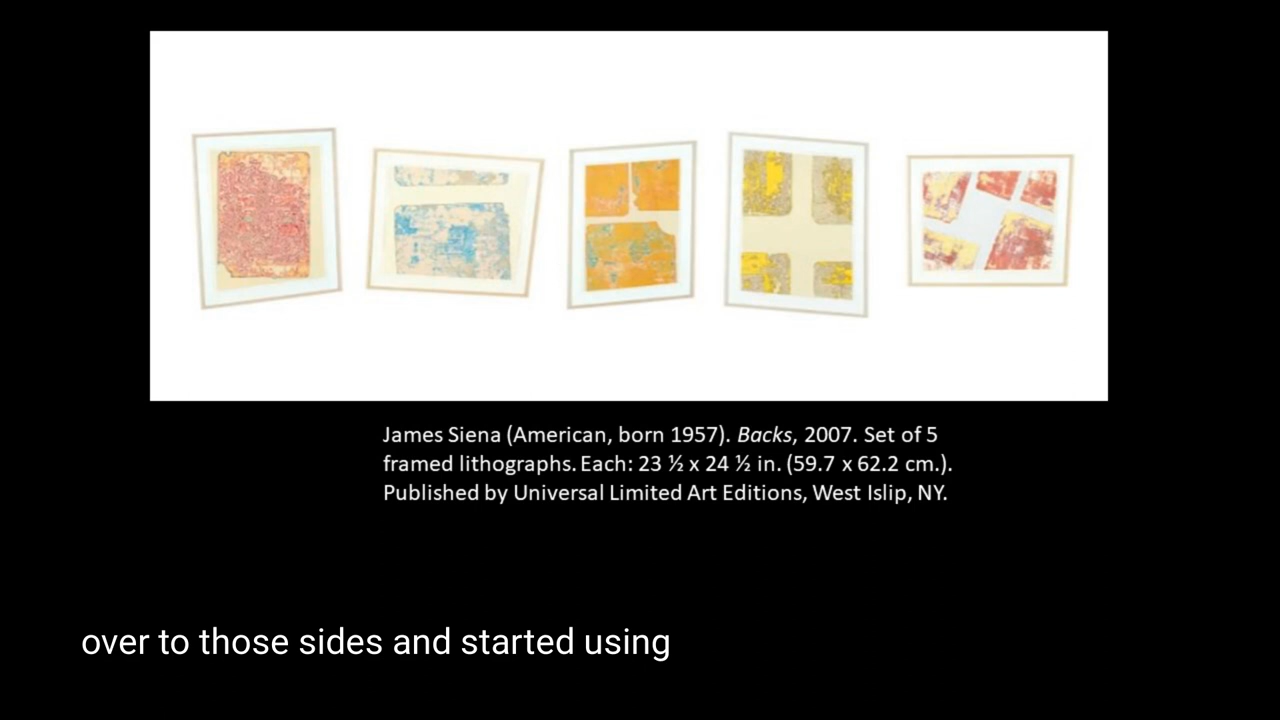 James Siena (American, born 1957). Backs, 2007. Set of 5
framed lithographs. Each: 23 ½ x 24 ½ in. (59.7 x 62.2 cm.).
Published by Universal Limited Art Editions, West Islip, NY.
over to those sides and started using